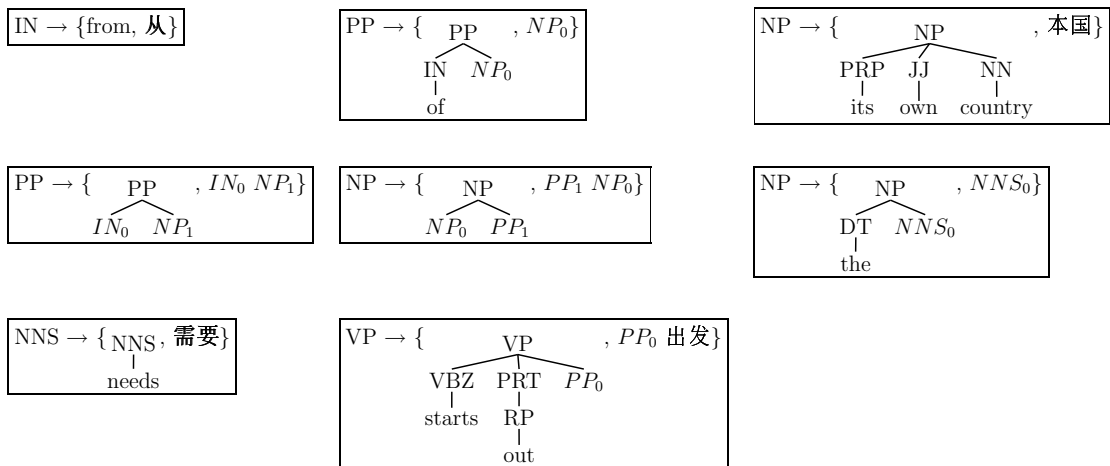 IN → {from, 从}
PP → { PP , NP₀}
IN NP₀
of
NP → { NP , 本国}
PRP JJ NN
its own country
PP → { PP , IN₀ NP₁}
IN₀ NP₁
NP → { NP , PP₁ NP₀}
NP₀ PP₁
NP → { NP , NNS₀}
DT NNS₀
the
NNS → { NNS , 需要}
needs
VP → { VP , PP₀ 出发}
VBZ PRT PP₀
starts RP
out